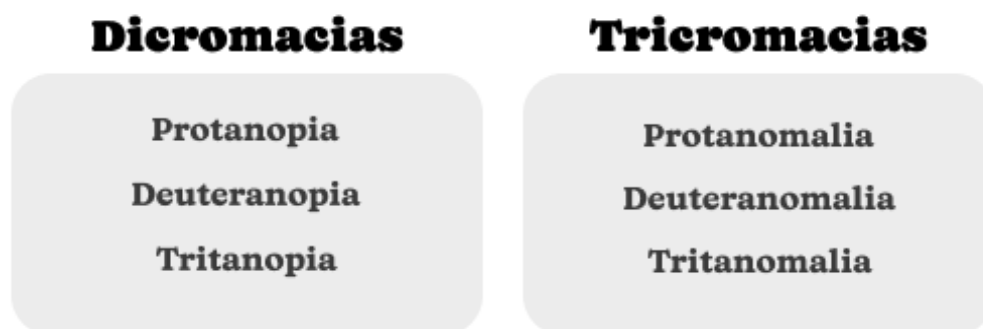 Dicromacias
Protanopia
Deuteranopia
Tritanopia
Tricromacias
Protanomalia
Deuteranomalia
Tritanomalia